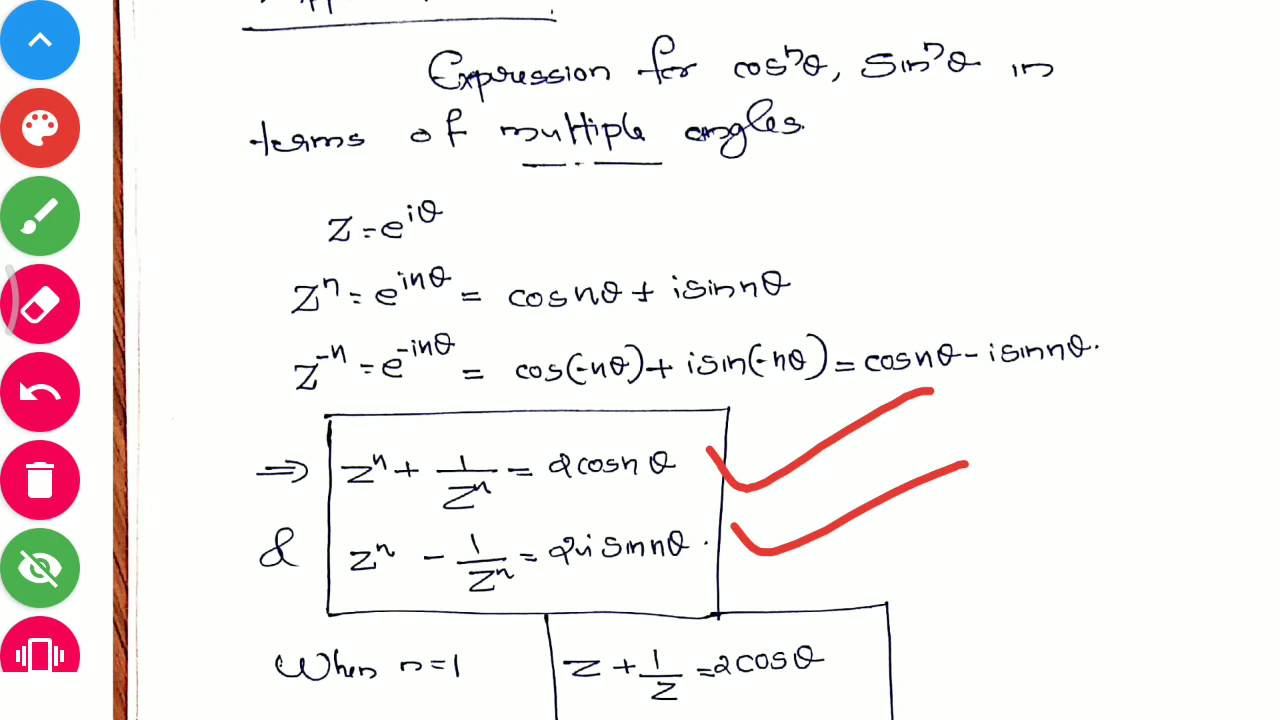 Expression for cosⁿθ, Sinⁿθ in
terms of multiple angles.
Z = e^{iθ}
Zⁿ = e^{inθ} = cos nθ + i sin nθ
Z⁻ⁿ = e^{-inθ} = cos(-nθ) + i sin(-nθ) = cos nθ - i sin nθ.
⇒ Zⁿ + 1/Zⁿ = 2 cos n θ
& Zⁿ - 1/Zⁿ = 2i Sin nθ.
When n = 1 Z + 1/Z = 2 cos θ